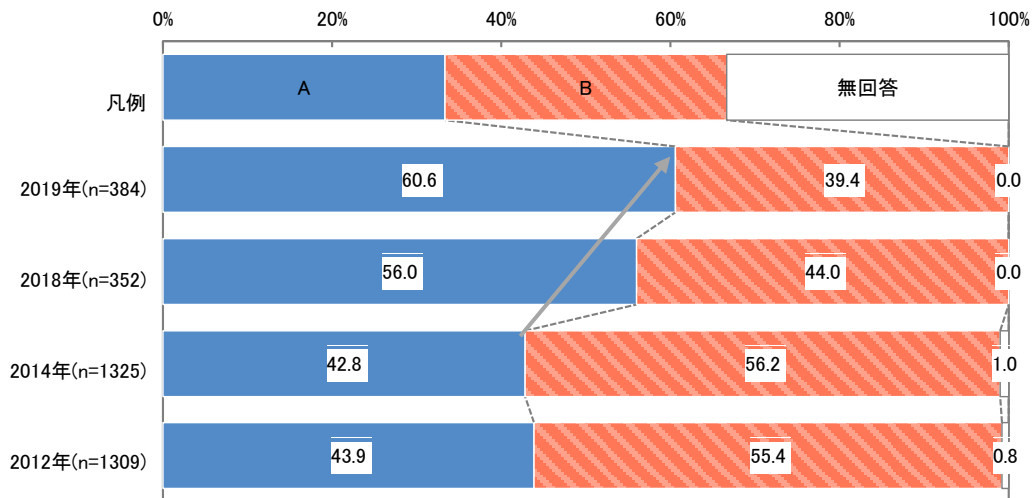 0% 20% 40% 60% 80% 100%
凡例 A B 無回答
2019年(n=384) 60.6 39.4 0.0
2018年(n=352) 56.0 44.0 0.0
2014年(n=1325) 42.8 56.2 1.0
2012年(n=1309) 43.9 55.4 0.8